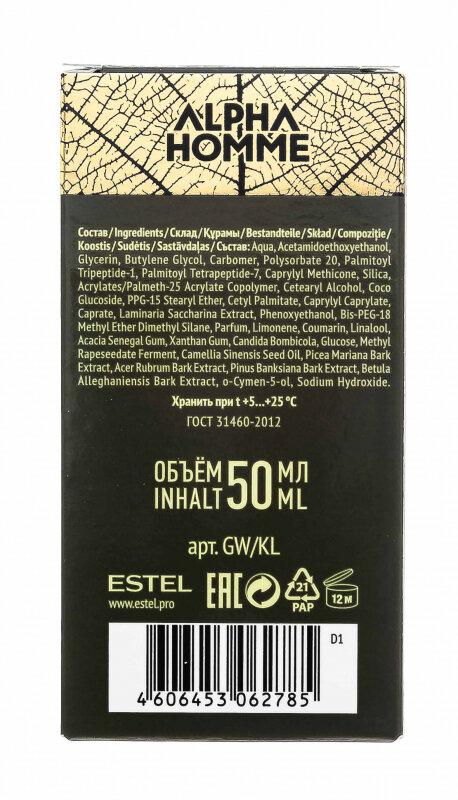 ALPHA
HOMME
Состав/Ingredients/Склад/Құрамы/Bestandteile/Skład/Compoziţie/
Koostis/Sudėtis/Sastāvdaļas/Състав: Aqua, Acetamidoethoxyethanol,
Glycerin, Butylene Glycol, Carbomer, Polysorbate 20, Palmitoyl
Tripeptide-1, Palmitoyl Tetrapeptide-7, Caprylyl Methicone, Silica,
Acrylates/Palmeth-25 Acrylate Copolymer, Cetearyl Alcohol, Coco
Glucoside, PPG-15 Stearyl Ether, Cetyl Palmitate, Caprylyl Caprylate,
Caprate, Laminaria Saccharina Extract, Phenoxyethanol, Bis-PEG-18
Methyl Ether Dimethyl Silane, Parfum, Limonene, Coumarin, Linalool,
Acacia Senegal Gum, Xanthan Gum, Candida Bombicola, Glucose, Methyl
Rapeseedate Ferment, Camellia Sinensis Seed Oil, Picea Mariana Bark
Extract, Acer Rubrum Bark Extract, Pinus Banksiana Bark Extract, Betula
Alleghaniensis Bark Extract, o-Cymen-5-ol, Sodium Hydroxide.
Хранить при t +5...+25 °C
ГОСТ 31460-2012
ОБЪЁМ 50 МЛ
INHALT ML
арт. GW/KL
ESTEL
www.estel.pro
EAC
21
PAP
12 м
D1
4 606453 062785